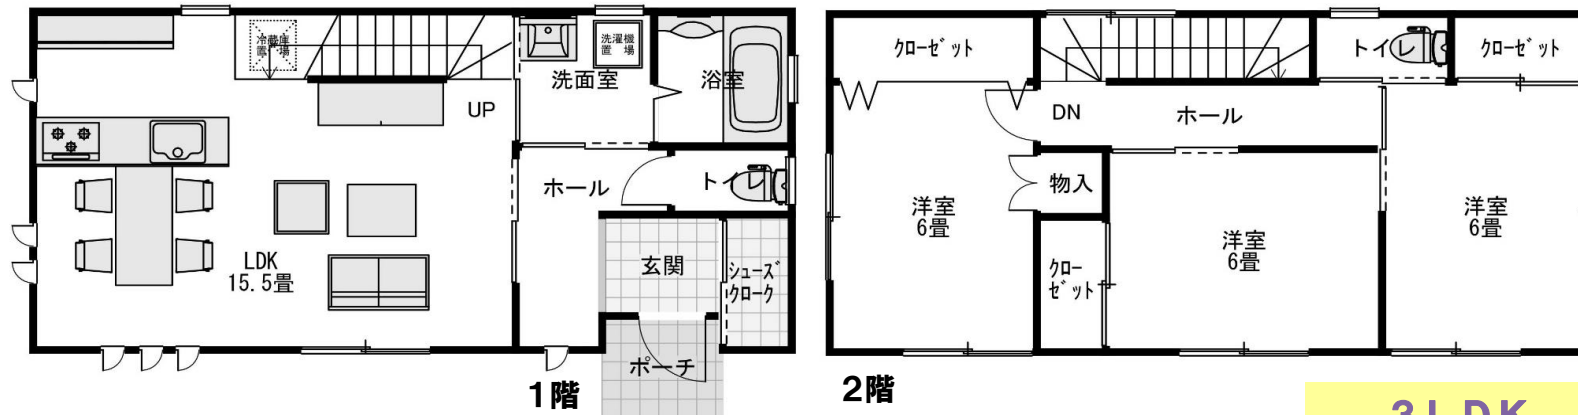 冷蔵庫
置 場
洗濯機
置 場
洗面室
浴室
UP
ホール
トイレ
LDK
15.5畳
玄関
シューズ
クローク
ポーチ
1階
クローゼット
トイレ
クローゼット
DN
ホール
物入
洋室
6畳
洋室
6畳
洋室
6畳
クロー
ゼット
2階
3LDK